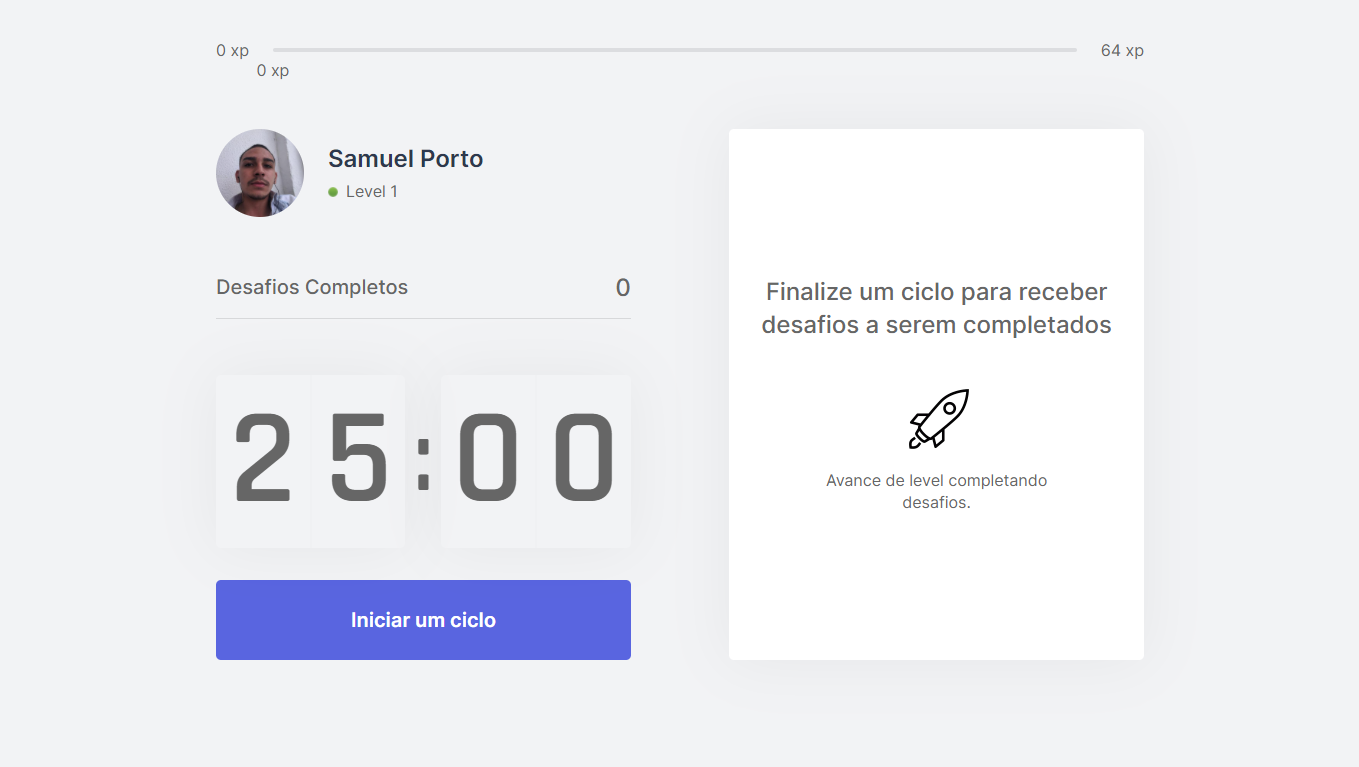 0 xp
64 xp
0 xp
Samuel Porto
Level 1
Desafios Completos
0
25:00
Iniciar um ciclo
Finalize um ciclo para receber
desafios a serem completados
Avance de level completando
desafios.